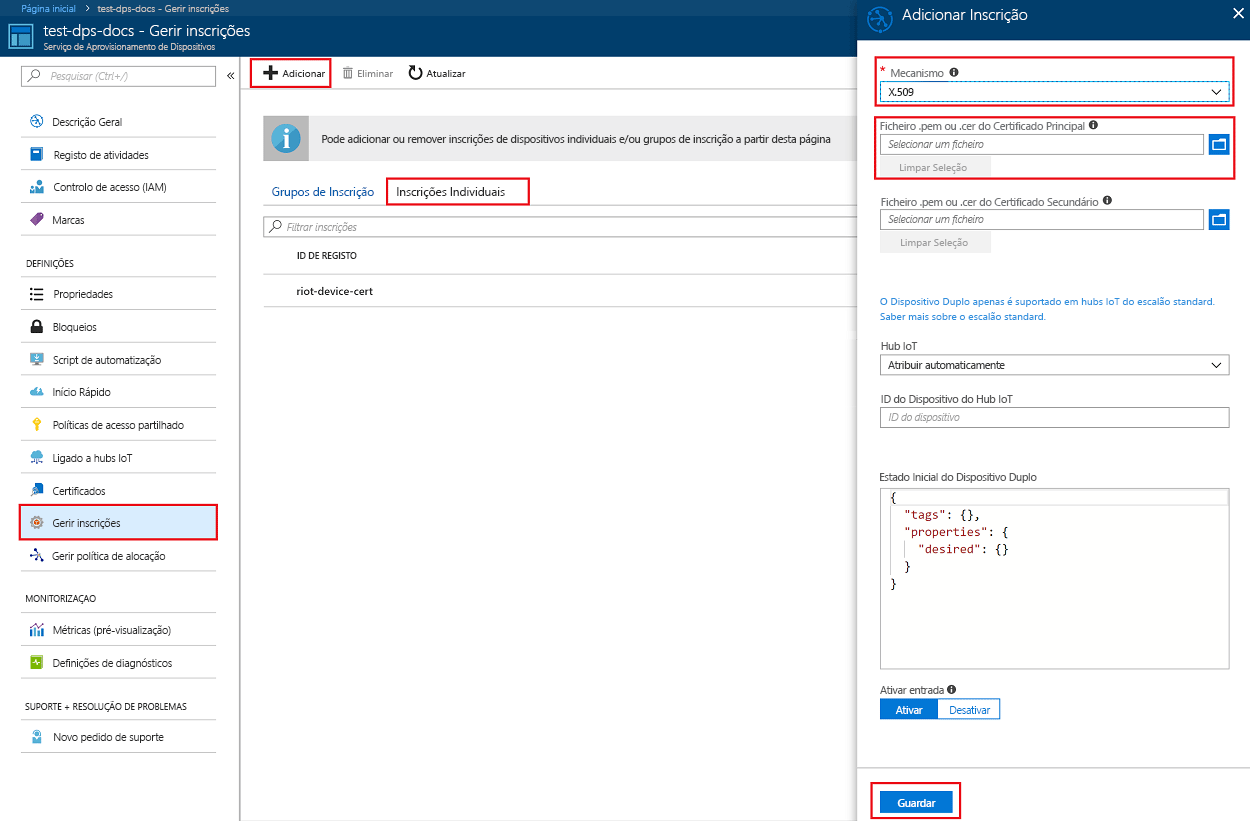 Página inicial > test-dps-docs - Gerir inscrições
test-dps-docs - Gerir inscrições
Serviço de Aprovisionamento de Dispositivos
Pesquisar (Ctrl+/)
«
Descrição Geral
Registo de atividades
Controlo de acesso (IAM)
Marcas
DEFINIÇÕES
Propriedades
Bloqueios
Script de automatização
Início Rápido
Políticas de acesso partilhado
Ligado a hubs IoT
Certificados
Gerir inscrições
Gerir política de alocação
MONITORIZAÇAO
Métricas (pré-visualização)
Definições de diagnósticos
SUPORTE + RESOLUÇÃO DE PROBLEMAS
Novo pedido de suporte
Adicionar
Eliminar
Atualizar
Pode adicionar ou remover inscrições de dispositivos individuais e/ou grupos de inscrição a partir desta página
Grupos de Inscrição
Inscrições Individuais
Filtrar inscrições
ID DE REGISTO
riot-device-cert
Adicionar Inscrição
* Mecanismo
X.509
Ficheiro .pem ou .cer do Certificado Principal
Selecionar um ficheiro
Limpar Seleção
Ficheiro .pem ou .cer do Certificado Secundário
Selecionar um ficheiro
Limpar Seleção
O Dispositivo Duplo apenas é suportado em hubs IoT do escalão standard.
Saber mais sobre o escalão standard.
Hub IoT
Atribuir automaticamente
ID do Dispositivo do Hub IoT
ID do dispositivo
Estado Inicial do Dispositivo Duplo
{
"tags": {},
"properties": {
"desired": {}
}
}
Ativar entrada
Ativar
Desativar
Guardar